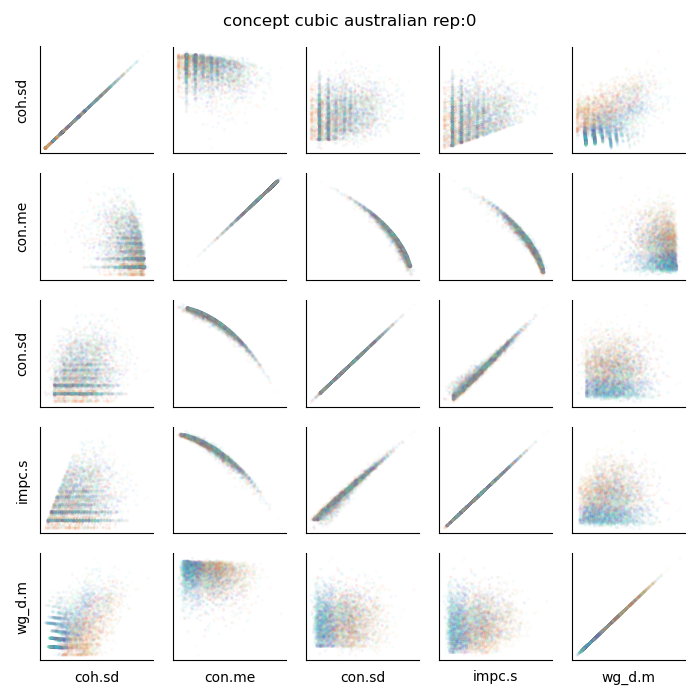 concept cubic australian rep:0
coh.sd
con.me
con.sd
impc.s
wg_d.m
coh.sd con.me con.sd impc.s wg_d.m